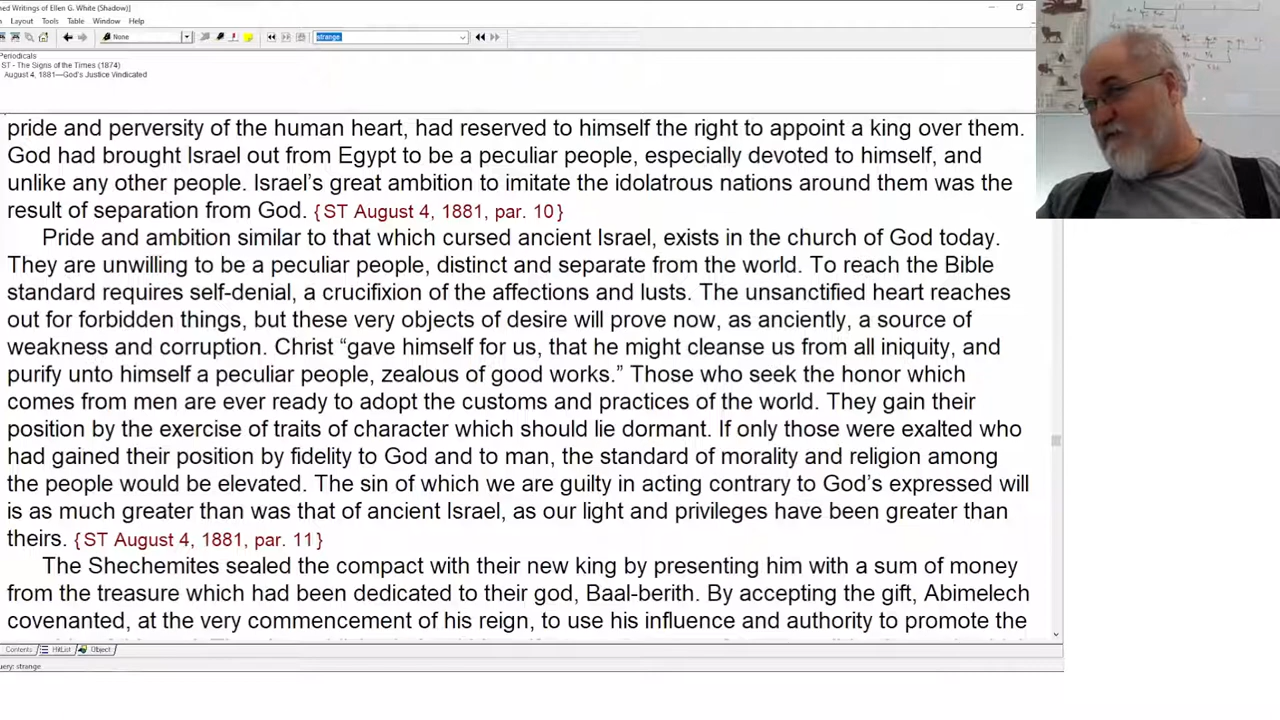 ned Writings of Ellen G. White (Shadow)]
Layout Tools Table Window Help
None
strange
Periodicals
ST - The Signs of the Times (1874)
August 4, 1881—God's Justice Vindicated
pride and perversity of the human heart, had reserved to himself the right to appoint a king over them.
God had brought Israel out from Egypt to be a peculiar people, especially devoted to himself, and
unlike any other people. Israel’s great ambition to imitate the idolatrous nations around them was the
result of separation from God. {ST August 4, 1881, par. 10}
Pride and ambition similar to that which cursed ancient Israel, exists in the church of God today.
They are unwilling to be a peculiar people, distinct and separate from the world. To reach the Bible
standard requires self-denial, a crucifixion of the affections and lusts. The unsanctified heart reaches
out for forbidden things, but these very objects of desire will prove now, as anciently, a source of
weakness and corruption. Christ “gave himself for us, that he might cleanse us from all iniquity, and
purify unto himself a peculiar people, zealous of good works.” Those who seek the honor which
comes from men are ever ready to adopt the customs and practices of the world. They gain their
position by the exercise of traits of character which should lie dormant. If only those were exalted who
had gained their position by fidelity to God and to man, the standard of morality and religion among
the people would be elevated. The sin of which we are guilty in acting contrary to God’s expressed will
is as much greater than was that of ancient Israel, as our light and privileges have been greater than
theirs. {ST August 4, 1881, par. 11}
The Shechemites sealed the compact with their new king by presenting him with a sum of money
from the treasure which had been dedicated to their god, Baal-berith. By accepting the gift, Abimelech
covenanted, at the very commencement of his reign, to use his influence and authority to promote the
Contents HitList Object
uery: strange